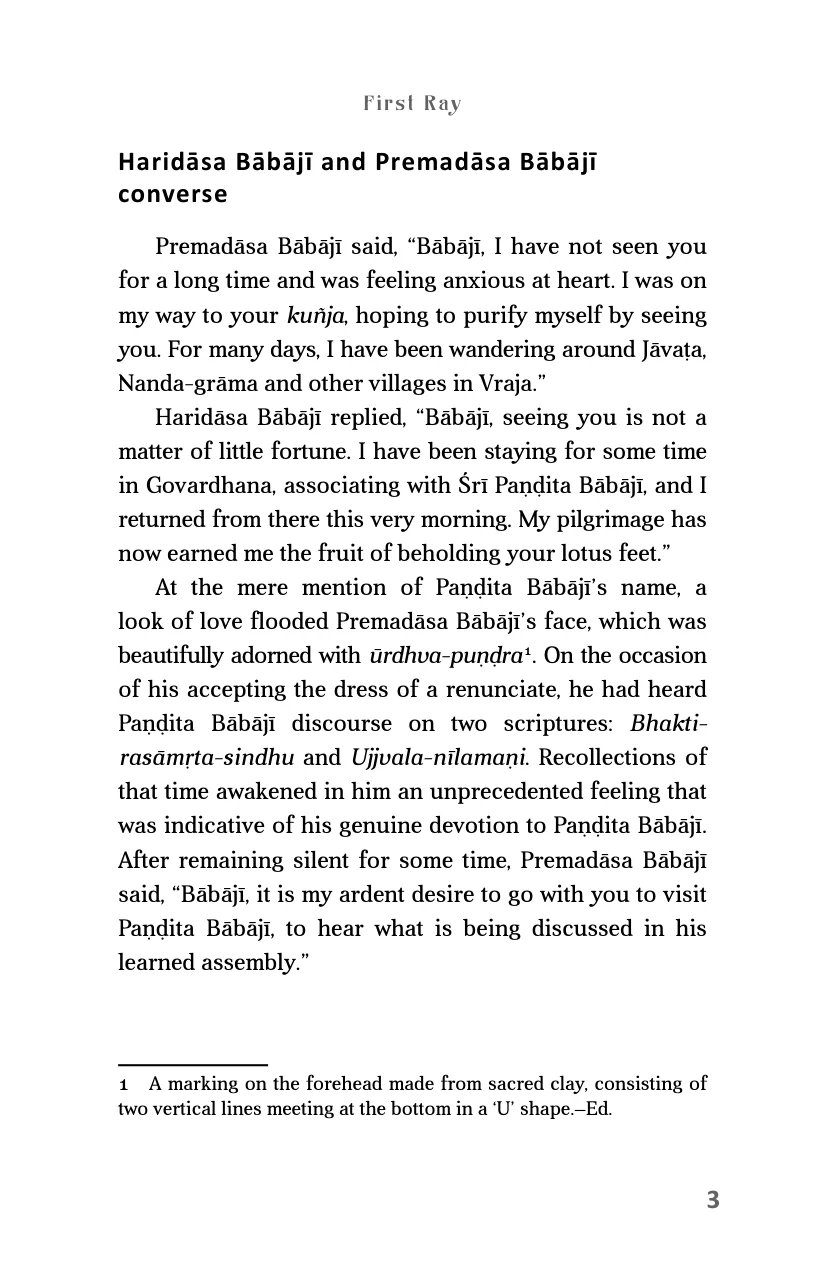 First Ray
Haridāsa Bābājī and Premadāsa Bābājī
converse
Premadāsa Bābājī said, “Bābājī, I have not seen you
for a long time and was feeling anxious at heart. I was on
my way to your kuñja, hoping to purify myself by seeing
you. For many days, I have been wandering around Jāvaṭa,
Nanda-grāma and other villages in Vraja.”
Haridāsa Bābājī replied, “Bābājī, seeing you is not a
matter of little fortune. I have been staying for some time
in Govardhana, associating with Śrī Paṇḍita Bābājī, and I
returned from there this very morning. My pilgrimage has
now earned me the fruit of beholding your lotus feet.”
At the mere mention of Paṇḍita Bābājī’s name, a
look of love flooded Premadāsa Bābājī’s face, which was
beautifully adorned with ūrdhva-puṇḍra¹. On the occasion
of his accepting the dress of a renunciate, he had heard
Paṇḍita Bābājī discourse on two scriptures: Bhakti-
rasāmṛta-sindhu and Ujjvala-nīlamaṇi. Recollections of
that time awakened in him an unprecedented feeling that
was indicative of his genuine devotion to Paṇḍita Bābājī.
After remaining silent for some time, Premadāsa Bābājī
said, “Bābājī, it is my ardent desire to go with you to visit
Paṇḍita Bābājī, to hear what is being discussed in his
learned assembly.”
1 A marking on the forehead made from sacred clay, consisting of
two vertical lines meeting at the bottom in a ‘U’ shape.–Ed.
3